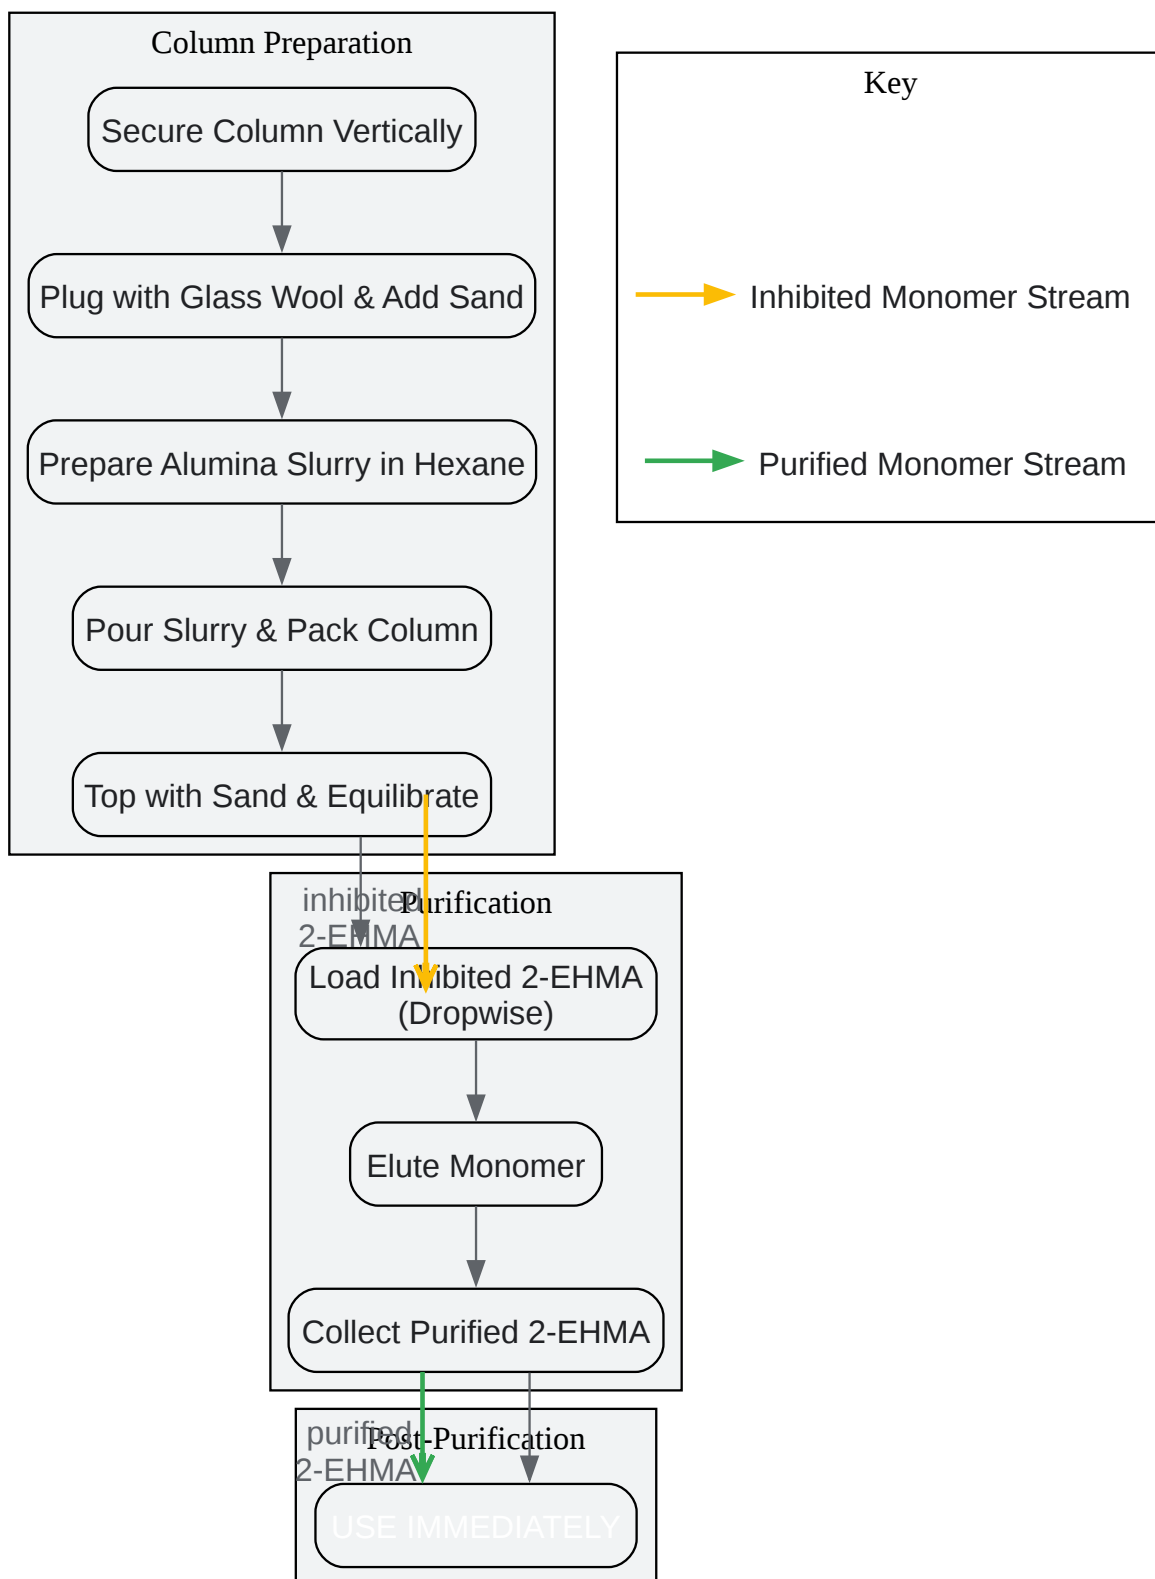 Column Preparation
Secure Column Vertically
Plug with Glass Wool & Add Sand
Prepare Alumina Slurry in Hexane
Pour Slurry & Pack Column
Top with Sand & Equilibrate
Key
Inhibited Monomer Stream
Purified Monomer Stream
Purification
inhibited
2-EHMA
Load Inhibited 2-EHMA
(Dropwise)
Elute Monomer
Collect Purified 2-EHMA
Post-Purification
purified
2-EHMA
USE IMMEDIATELY